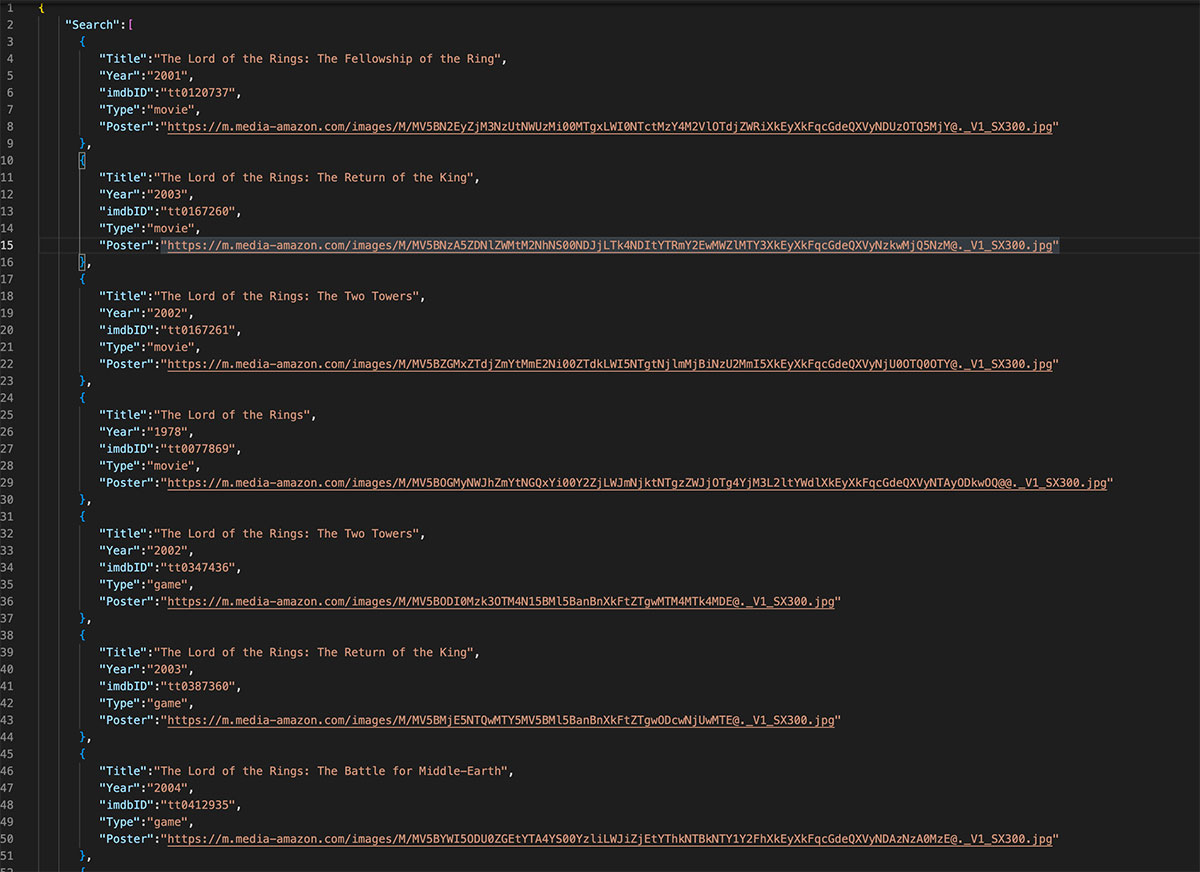 1 {
2 "Search":[
3 {
4 "Title":"The Lord of the Rings: The Fellowship of the Ring",
5 "Year":"2001",
6 "imdbID":"tt0120737",
7 "Type":"movie",
8 "Poster":"https://m.media-amazon.com/images/M/MV5BN2EyZjM3NzUtNWUzMi00MTgxLWI0NTctMzY4M2VlOTdjZWRiXkEyXkFqcGdeQXVyNDUzOTQ5MjY@._V1_SX300.jpg"
9 },
10 {
11 "Title":"The Lord of the Rings: The Return of the King",
12 "Year":"2003",
13 "imdbID":"tt0167260",
14 "Type":"movie",
15 "Poster":"https://m.media-amazon.com/images/M/MV5BNzA5ZDNlZWMtM2NhNS00NDJjLTk4NDItYTRmY2EwMWZlMTY3XkEyXkFqcGdeQXVyNzkwMjQ5NzM@._V1_SX300.jpg"
16 },
17 {
18 "Title":"The Lord of the Rings: The Two Towers",
19 "Year":"2002",
20 "imdbID":"tt0167261",
21 "Type":"movie",
22 "Poster":"https://m.media-amazon.com/images/M/MV5BZGMxZTdjZmYtMmE2Ni00ZTdkLWI5NTgtNjlmMjBiNzU2MmI5XkEyXkFqcGdeQXVyNjU0OTQ0OTY@._V1_SX300.jpg"
23 },
24 {
25 "Title":"The Lord of the Rings",
26 "Year":"1978",
27 "imdbID":"tt0077869",
28 "Type":"movie",
29 "Poster":"https://m.media-amazon.com/images/M/MV5BOGMyNWJhZmYtNGQxYi00Y2ZjLWJmNjktNTgzZWJjOTg4YjM3L2ltYWdlXkEyXkFqcGdeQXVyNTAyODkwOQ@@._V1_SX300.jpg"
30 },
31 {
32 "Title":"The Lord of the Rings: The Two Towers",
33 "Year":"2002",
34 "imdbID":"tt0347436",
35 "Type":"game",
36 "Poster":"https://m.media-amazon.com/images/M/MV5BODI0Mzk3OTM4N15BMl5BanBnXkFtZTgwMTM4MTk4MDE@._V1_SX300.jpg"
37 },
38 {
39 "Title":"The Lord of the Rings: The Return of the King",
40 "Year":"2003",
41 "imdbID":"tt0387360",
42 "Type":"game",
43 "Poster":"https://m.media-amazon.com/images/M/MV5BMjE5NTQwMTY5MV5BMl5BanBnXkFtZTgwODcwNjUwMTE@._V1_SX300.jpg"
44 },
45 {
46 "Title":"The Lord of the Rings: The Battle for Middle-Earth",
47 "Year":"2004",
48 "imdbID":"tt0412935",
49 "Type":"game",
50 "Poster":"https://m.media-amazon.com/images/M/MV5BYWI5ODU0ZGEtYTA4YS00YzliLWJiZjEtYThkNTBkNTY1Y2FhXkEyXkFqcGdeQXVyNDAzNzA0MzE@._V1_SX300.jpg"
51 },